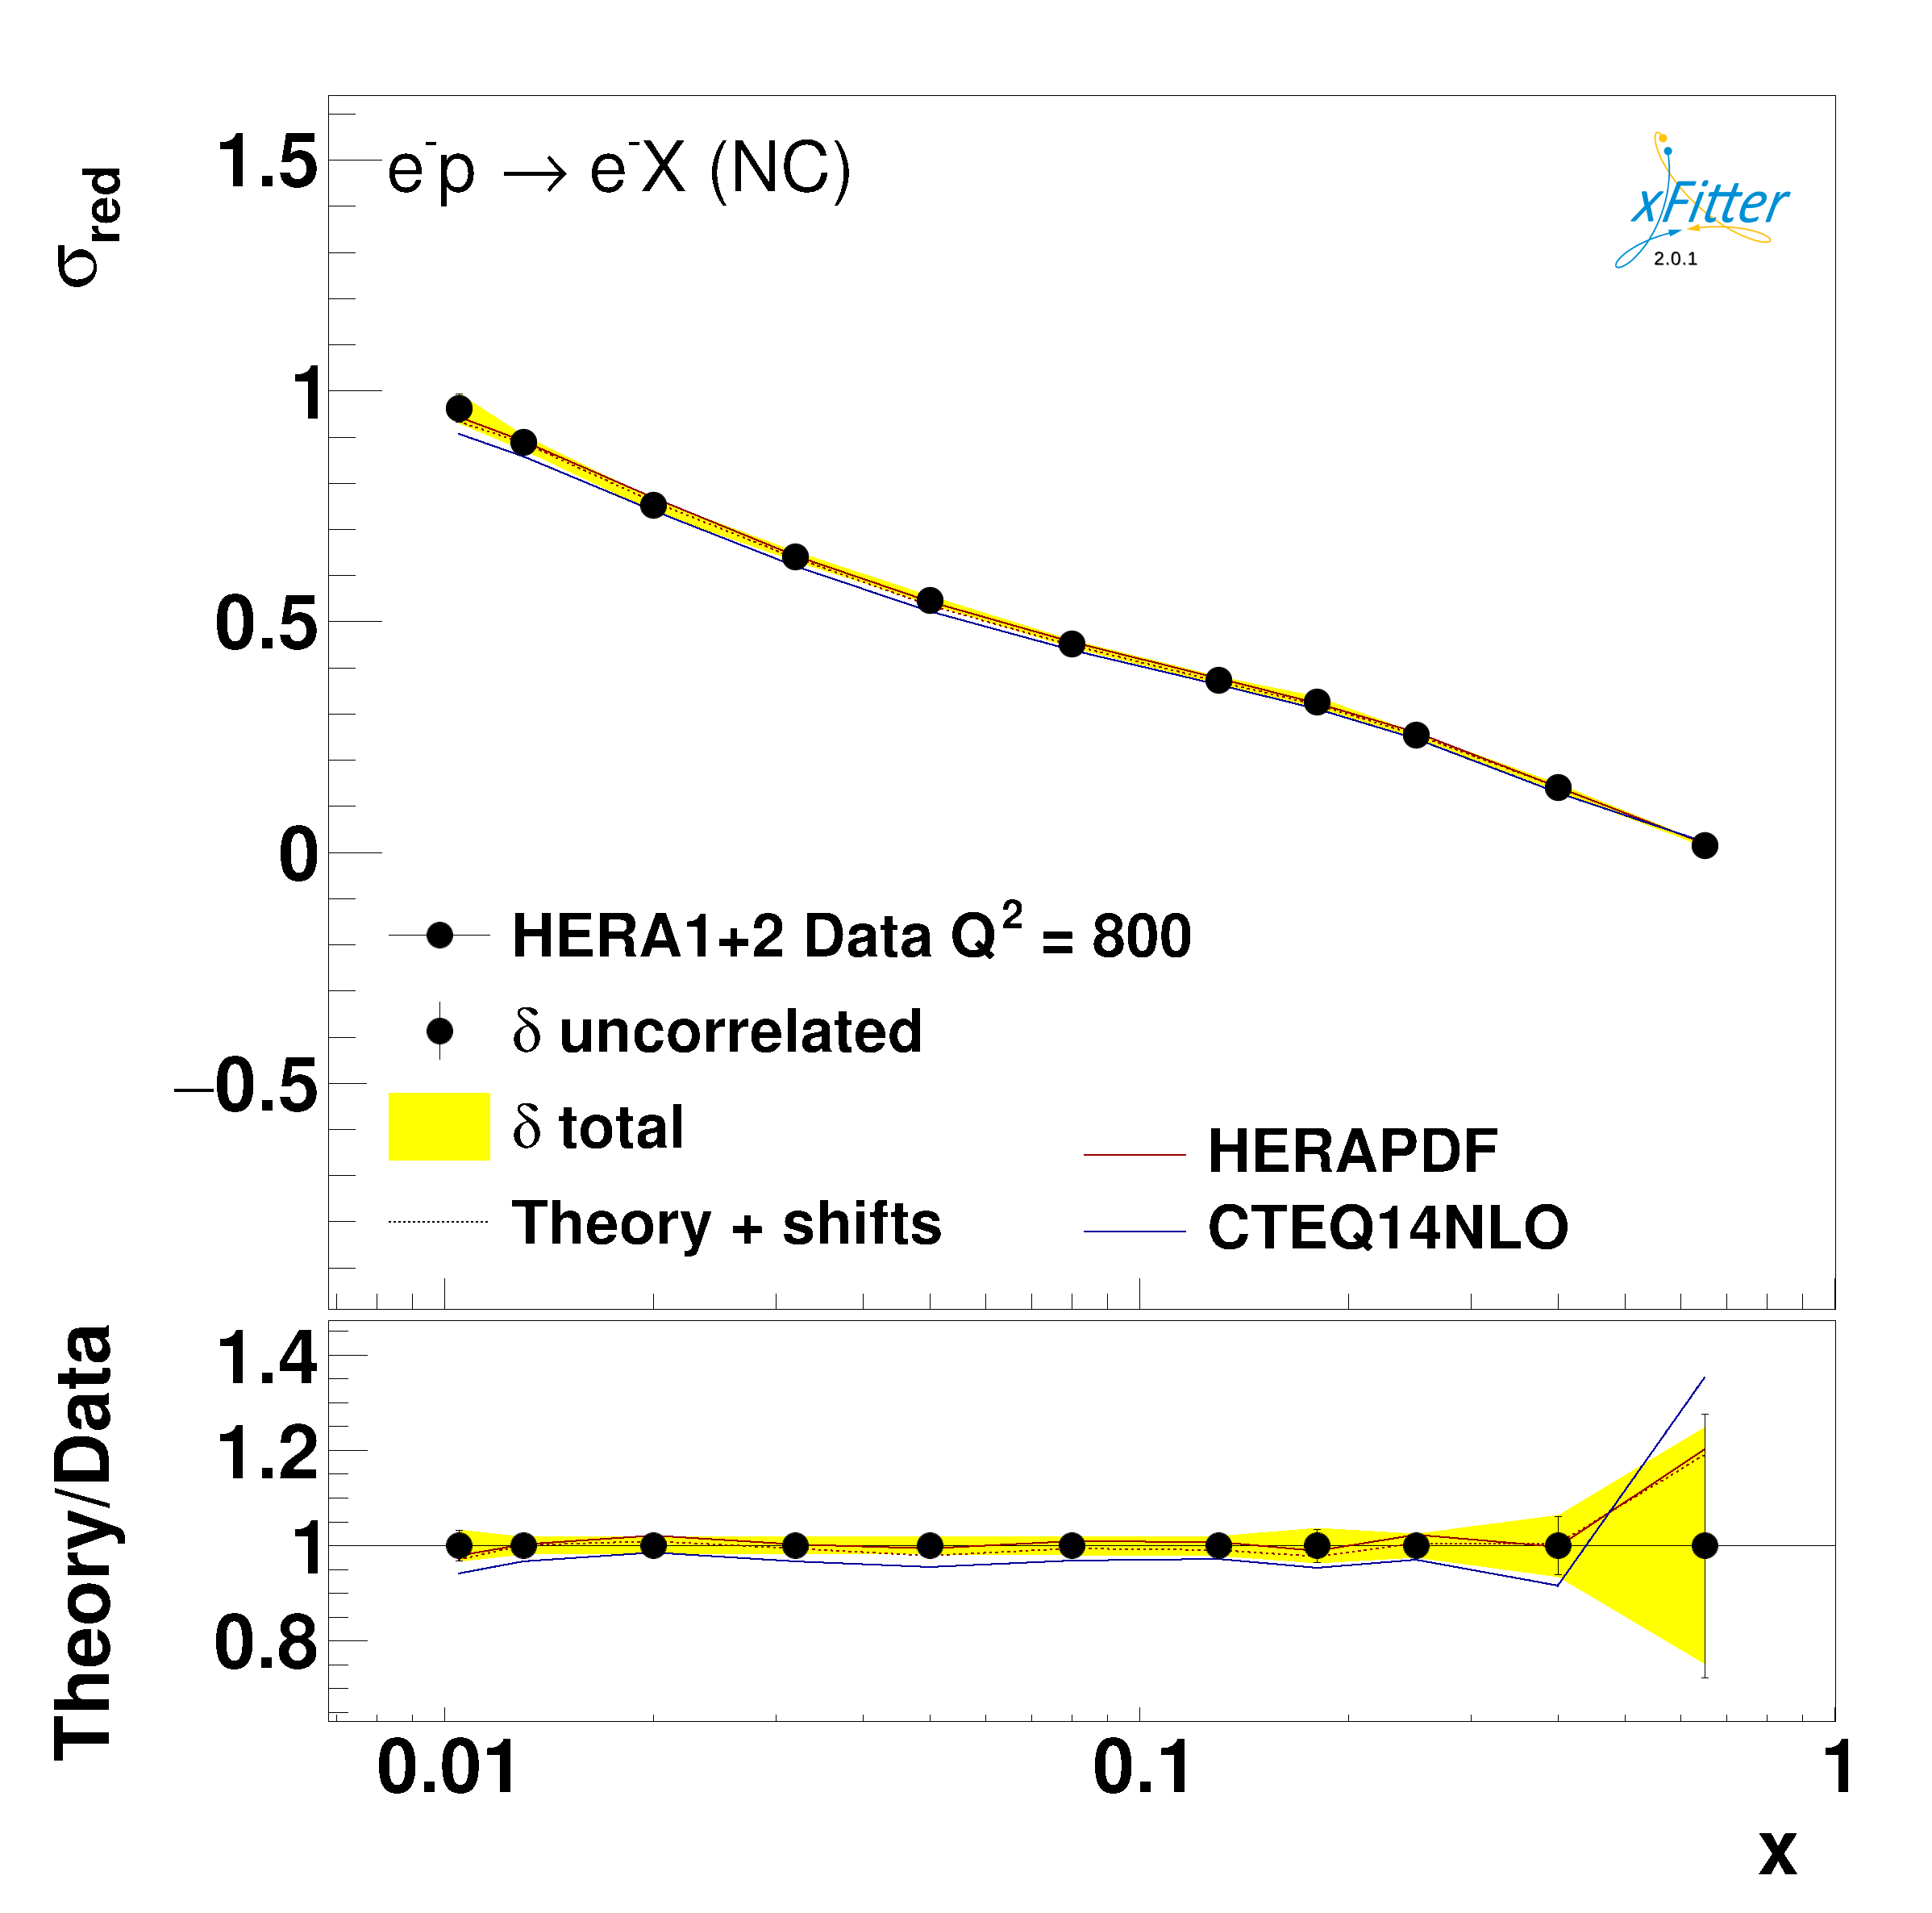 σred
1.5
1
0.5
0
−0.5
e⁻p → e⁻X (NC)
xFitter
2.0.1
HERA1+2 Data Q² = 800
δ uncorrelated
δ total
Theory + shifts
HERAPDF
CTEQ14NLO
Theory/Data
1.4
1.2
1
0.8
0.01 0.1 1
x